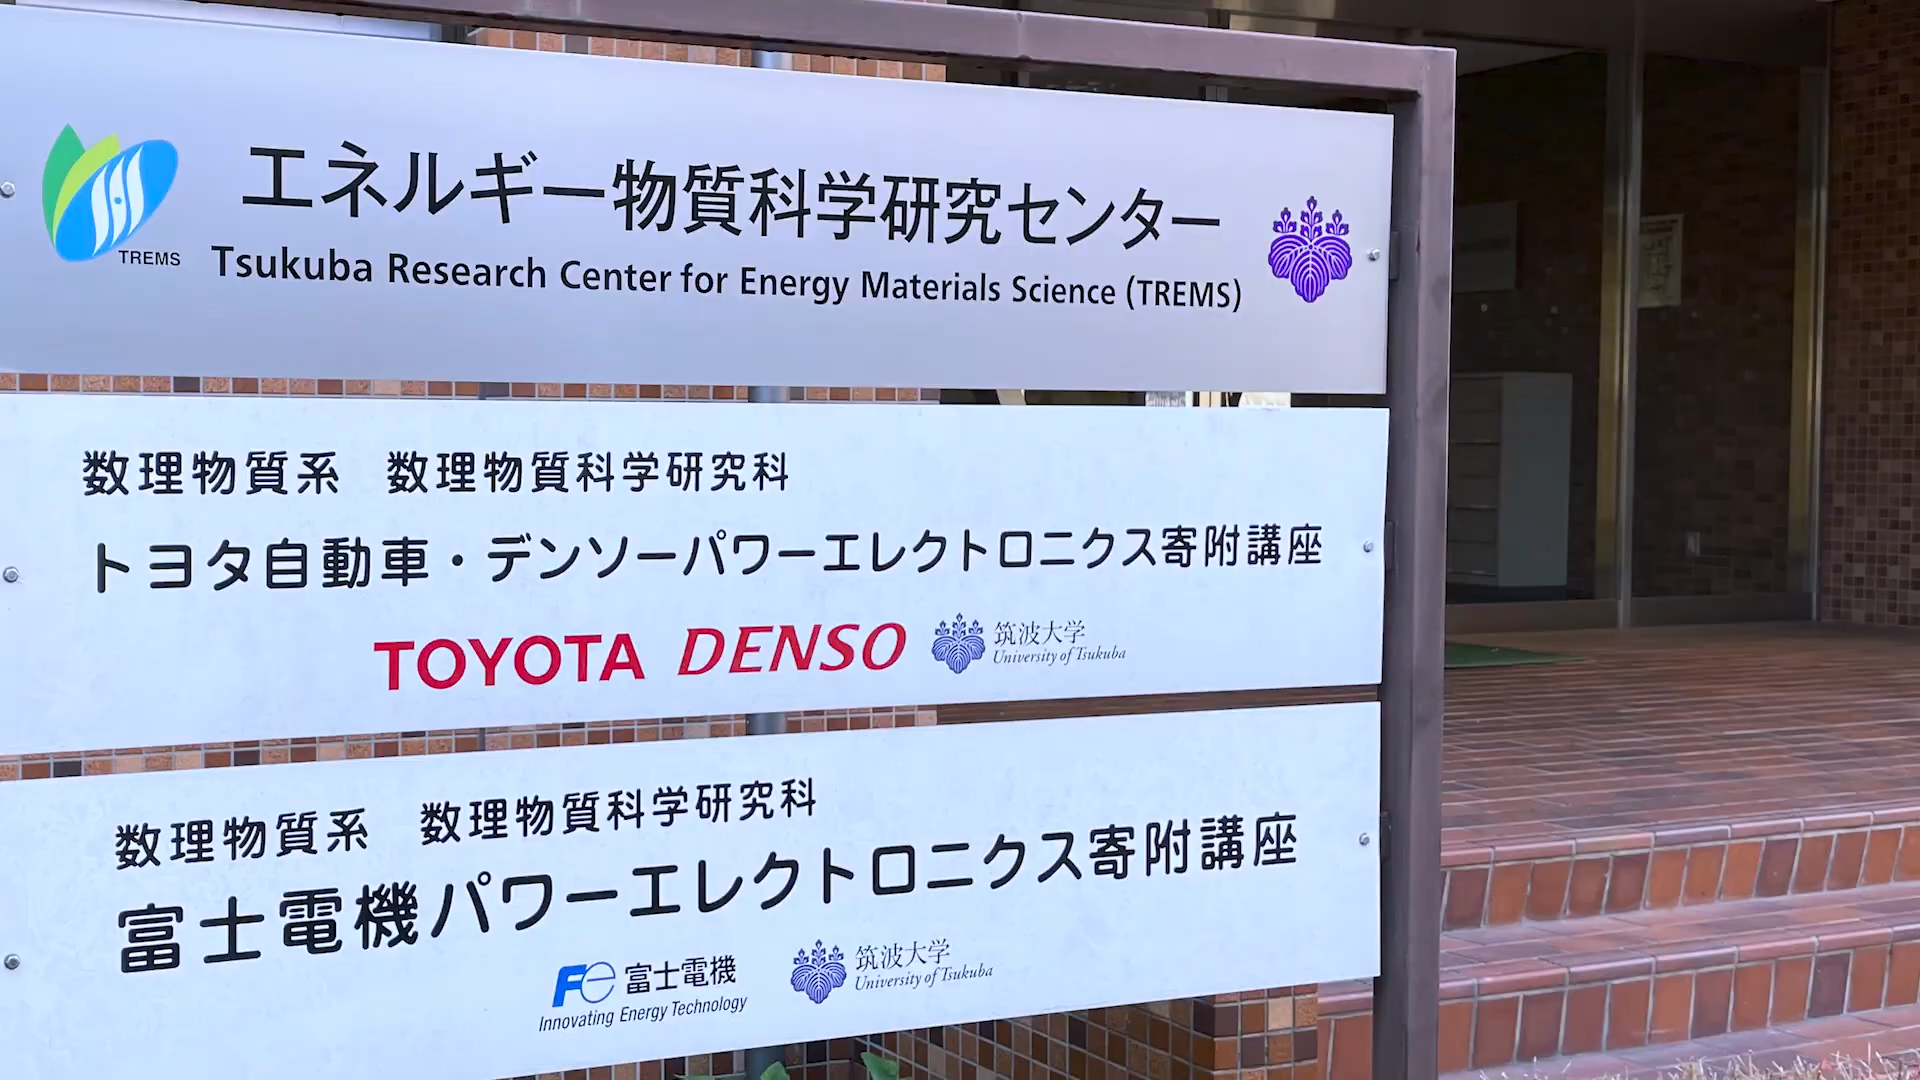 エネルギー物質科学研究センター
TREMS
Tsukuba Research Center for Energy Materials Science (TREMS)
数理物質系 数理物質科学研究科
トヨタ自動車・デンソーパワーエレクトロニクス寄附講座
TOYOTA DENSO 筑波大学
University of Tsukuba
数理物質系 数理物質科学研究科
富士電機パワーエレクトロニクス寄附講座
Fe 富士電機 筑波大学
Innovating Energy Technology University of Tsukuba